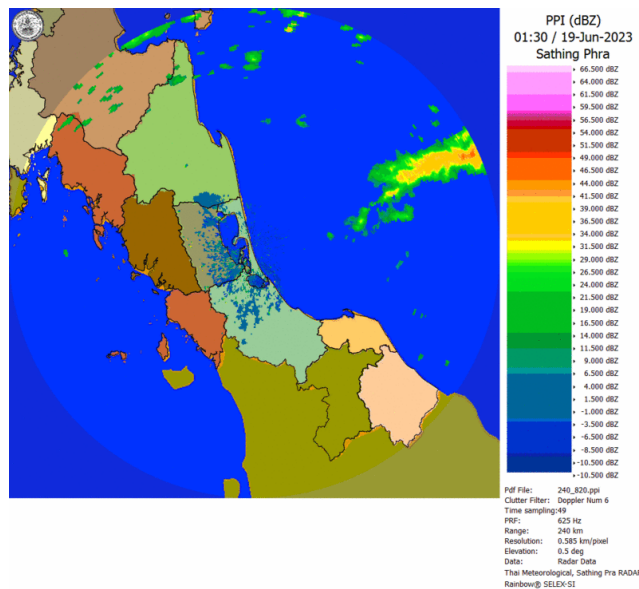 PPI (dBZ)
01:30 / 19-Jun-2023
Sathing Phra
66.500 dBZ
64.000 dBZ
61.500 dBZ
59.500 dBZ
56.500 dBZ
54.000 dBZ
51.500 dBZ
49.000 dBZ
46.500 dBZ
44.000 dBZ
41.500 dBZ
39.000 dBZ
36.500 dBZ
34.000 dBZ
31.500 dBZ
29.000 dBZ
26.500 dBZ
24.000 dBZ
21.500 dBZ
19.000 dBZ
16.500 dBZ
14.000 dBZ
11.500 dBZ
9.000 dBZ
6.500 dBZ
4.000 dBZ
1.500 dBZ
-1.000 dBZ
-3.500 dBZ
-6.500 dBZ
-8.500 dBZ
-10.500 dBZ
-10.500 dBZ
Pdf File: 240_820.ppi
Clutter Filter: Doppler Num 6
Time sampling:49
PRF: 625 Hz
Range: 240 km
Resolution: 0.585 km/pixel
Elevation: 0.5 deg
Data: Radar Data
Thai Meteorological, Sathing Pra RADAR
Rainbow® SELEX-SI